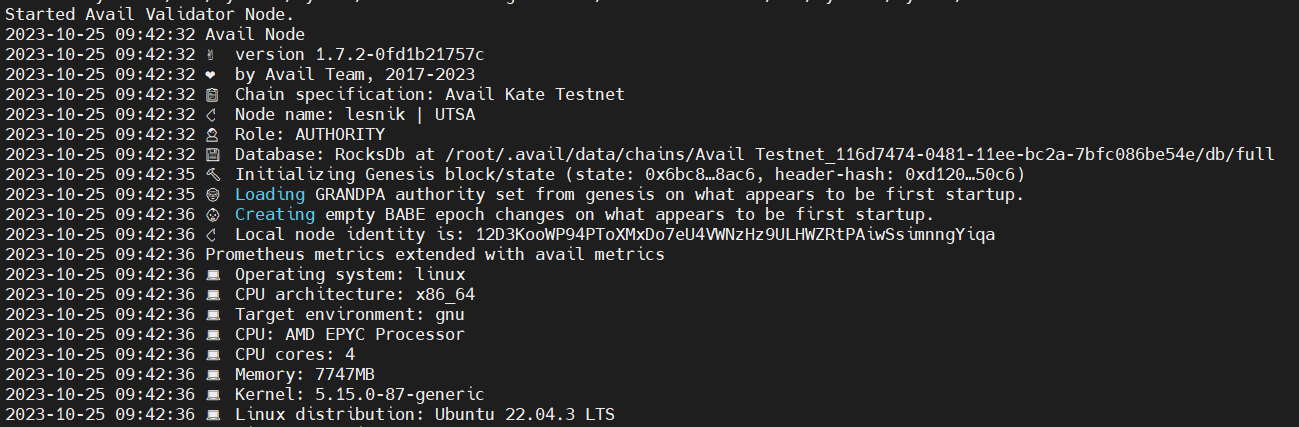 Started Avail Validator Node.
2023-10-25 09:42:32 Avail Node
2023-10-25 09:42:32 ✌ version 1.7.2-0fd1b21757c
2023-10-25 09:42:32 ❤ by Avail Team, 2017-2023
2023-10-25 09:42:32 📋 Chain specification: Avail Kate Testnet
2023-10-25 09:42:32 🏷 Node name: lesnik | UTSA
2023-10-25 09:42:32 👤 Role: AUTHORITY
2023-10-25 09:42:32 💾 Database: RocksDb at /root/.avail/data/chains/Avail Testnet_116d7474-0481-11ee-bc2a-7bfc086be54e/db/full
2023-10-25 09:42:35 🔨 Initializing Genesis block/state (state: 0x6bc8…8ac6, header-hash: 0xd120…50c6)
2023-10-25 09:42:35 👴 Loading GRANDPA authority set from genesis on what appears to be first startup.
2023-10-25 09:42:36 👶 Creating empty BABE epoch changes on what appears to be first startup.
2023-10-25 09:42:36 🏷 Local node identity is: 12D3KooWP94PToXMxDo7eU4VWNzHz9ULHWZRtPAiwSsimnngYiqa
2023-10-25 09:42:36 Prometheus metrics extended with avail metrics
2023-10-25 09:42:36 💻 Operating system: linux
2023-10-25 09:42:36 💻 CPU architecture: x86_64
2023-10-25 09:42:36 💻 Target environment: gnu
2023-10-25 09:42:36 💻 CPU: AMD EPYC Processor
2023-10-25 09:42:36 💻 CPU cores: 4
2023-10-25 09:42:36 💻 Memory: 7747MB
2023-10-25 09:42:36 💻 Kernel: 5.15.0-87-generic
2023-10-25 09:42:36 💻 Linux distribution: Ubuntu 22.04.3 LTS